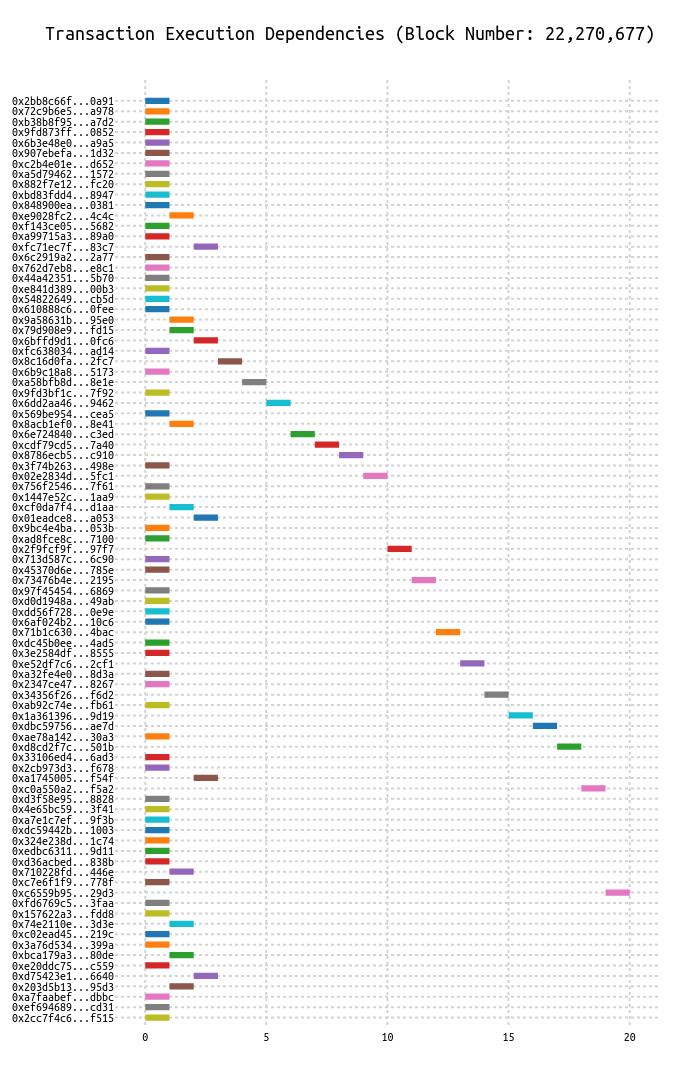 Transaction Execution Dependencies (Block Number: 22,270,677)
0x2bb8c66f...0a91
0x72c9b6e5...a978
0xb38b8f95...a7d2
0x9fd873ff...0852
0x6b3e48e0...a9a5
0x907ebefa...1d32
0xc2b4e01e...d652
0xa5d79462...1572
0x882f7e12...fc20
0xbd83fdd4...8947
0x848900ea...0381
0xe9028fc2...4c4c
0xf143ce05...5682
0xa99715a3...89a0
0xfc71ec7f...83c7
0x6c2919a2...2a77
0x762d7eb8...e8c1
0x44a42351...5b70
0xe841d389...00b3
0x54822649...cb5d
0x610888c6...0fee
0x9a58631b...95e0
0x79d908e9...fd15
0x6bffd9d1...0fc6
0xfc638034...ad14
0x8c16d0fa...2fc7
0x6b9c18a8...5173
0xa58bfb8d...8e1e
0x9fd3bf1c...7f92
0x6dd2aa46...9462
0x569be954...cea5
0x8acb1ef0...8e41
0x6e724840...c3ed
0xcdf79cd5...7a40
0x8786ecb5...c910
0x3f74b263...498e
0x02e2834d...5fc1
0x756f2546...7f61
0x1447e52c...1aa9
0xcf0da7f4...d1aa
0x01eadce8...a053
0x9bc4e4ba...053b
0xad8fce8c...7100
0x2f9fcf9f...97f7
0x713d587c...6c90
0x45370d6e...785e
0x73476b4e...2195
0x97f45454...6869
0xd0d1948a...49ab
0xdd56f728...0e9e
0x6af024b2...10c6
0x71b1c630...4bac
0xdc45b0ee...4ad5
0x3e2584df...8555
0xe52df7c6...2cf1
0xa32fe4e0...8d3a
0x2347ce47...8267
0x34356f26...f6d2
0xab92c74e...fb61
0x1a361396...9d19
0xdbc59756...ae7d
0xae78a142...30a3
0xd8cd2f7c...501b
0x33106ed4...6ad3
0x2cb973d3...f678
0xa1745005...f54f
0xc0a550a2...f5a2
0xd3f58e95...8828
0x4e65bc59...3f41
0xa7e1c7ef...9f3b
0xdc59442b...1003
0x324e238d...1c74
0xedbc6311...9d11
0xd36acbed...838b
0x710228fd...446e
0xc7e6f1f9...778f
0xc6559b95...29d3
0xfd6769c5...3faa
0x157622a3...fdd8
0x74e2110e...3d3e
0xc02ead45...219c
0x3a76d534...399a
0xbca179a3...80de
0xe20ddc75...c559
0xd75423e1...6640
0x203d5b13...95d3
0xa7faabef...dbbc
0xef694689...cd31
0x2cc7f4c6...f515
0 5 10 15 20